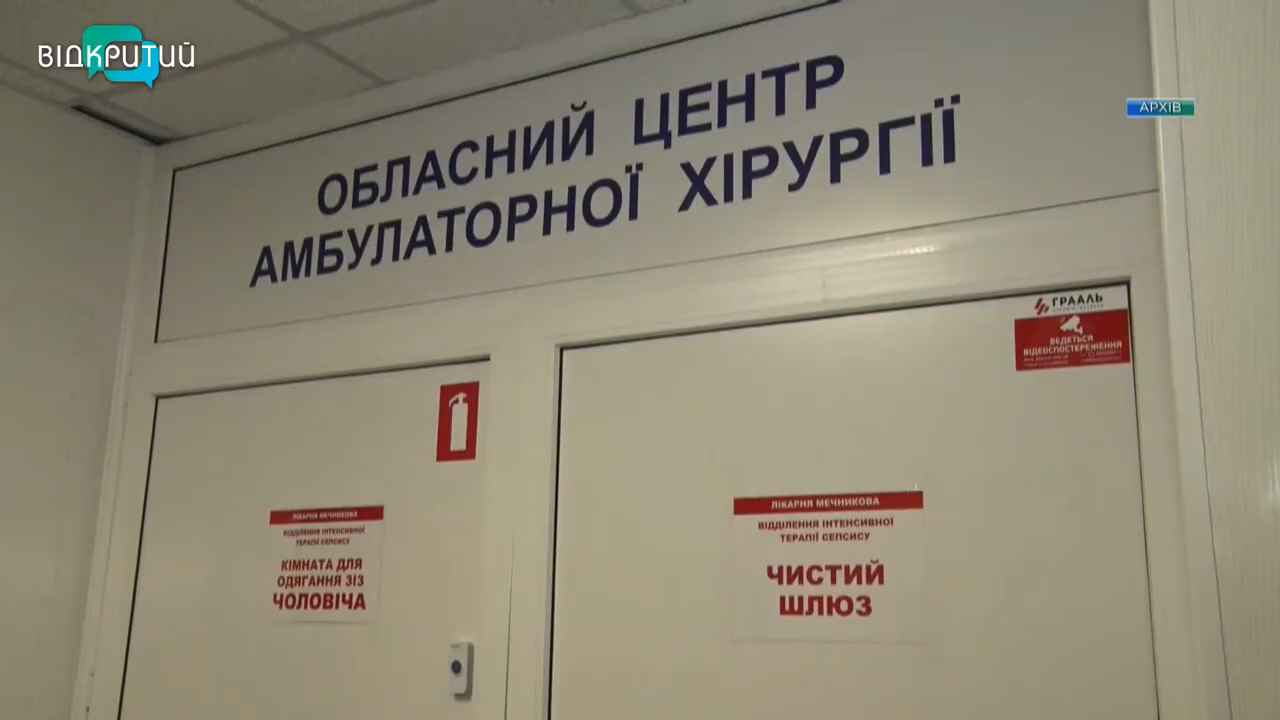 ВІДКРИТИЙ
АРХІВ
ОБЛАСНИЙ ЦЕНТР
АМБУЛАТОРНОЇ ХІРУРГІЇ
ГРААЛЬ
ВЕДЕТЬСЯ
ВІДЕОСПОСТЕРЕЖЕННЯ
ЛІКАРНЯ МЕЧНИКОВА
ВІДДІЛЕННЯ ІНТЕНСИВНОЇ
ТЕРАПІЇ СЕПСИСУ
КІМНАТА ДЛЯ
ОДЯГАННЯ ЗІЗ
ЧОЛОВІЧА
ЛІКАРНЯ МЕЧНИКОВА
ВІДДІЛЕННЯ ІНТЕНСИВНОЇ
ТЕРАПІЇ СЕПСИСУ
ЧИСТИЙ
ШЛЮЗ